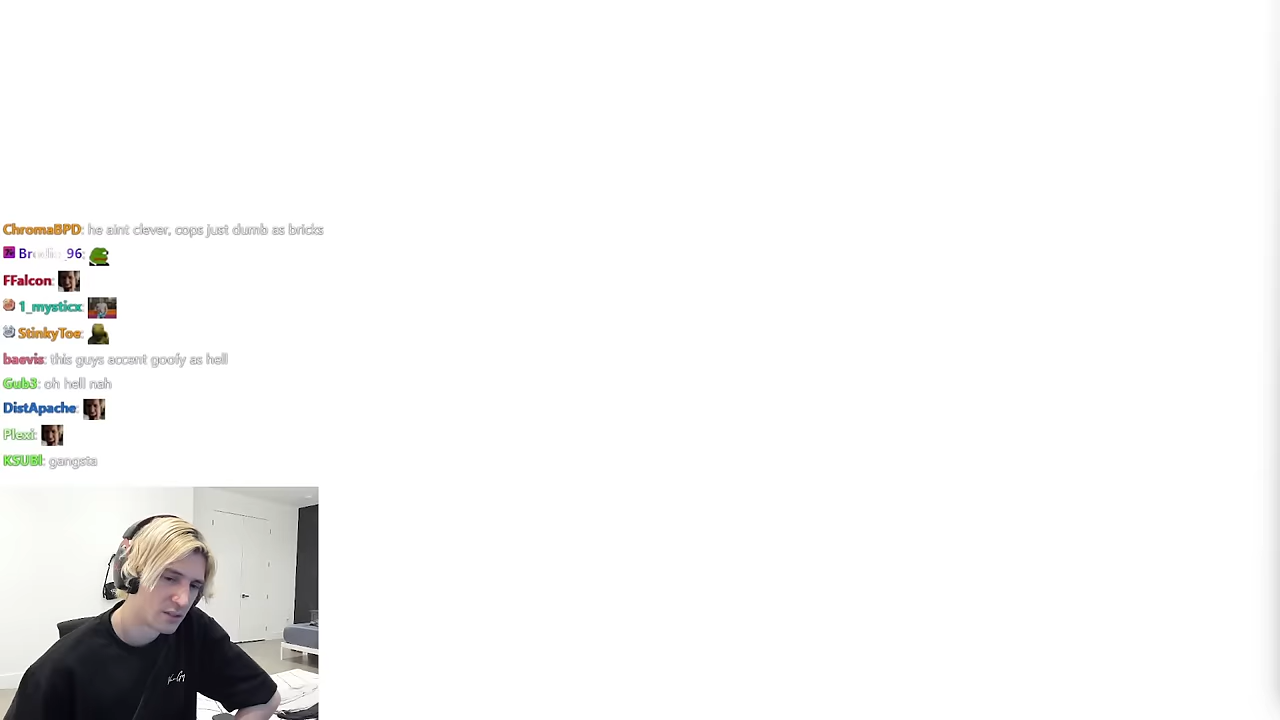 ChromaBPD: he aint clever, cops just dumb as bricks
FFalcon:
1_mysticx:
StinkyToe:
baevis: this guys accent goofy as hell
Gub3: oh hell nah
DistApache:
Plexi:
KSUBI: gangsta